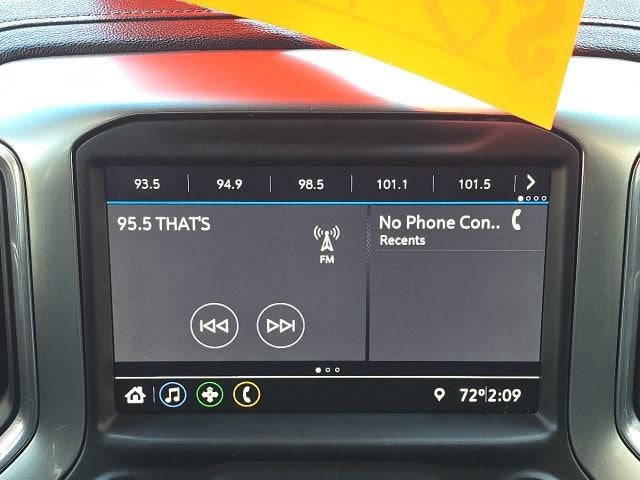 93.5 94.9 98.5 101.1 101.5
95.5 THAT'S
FM
No Phone Con..
Recents
72° 2:09